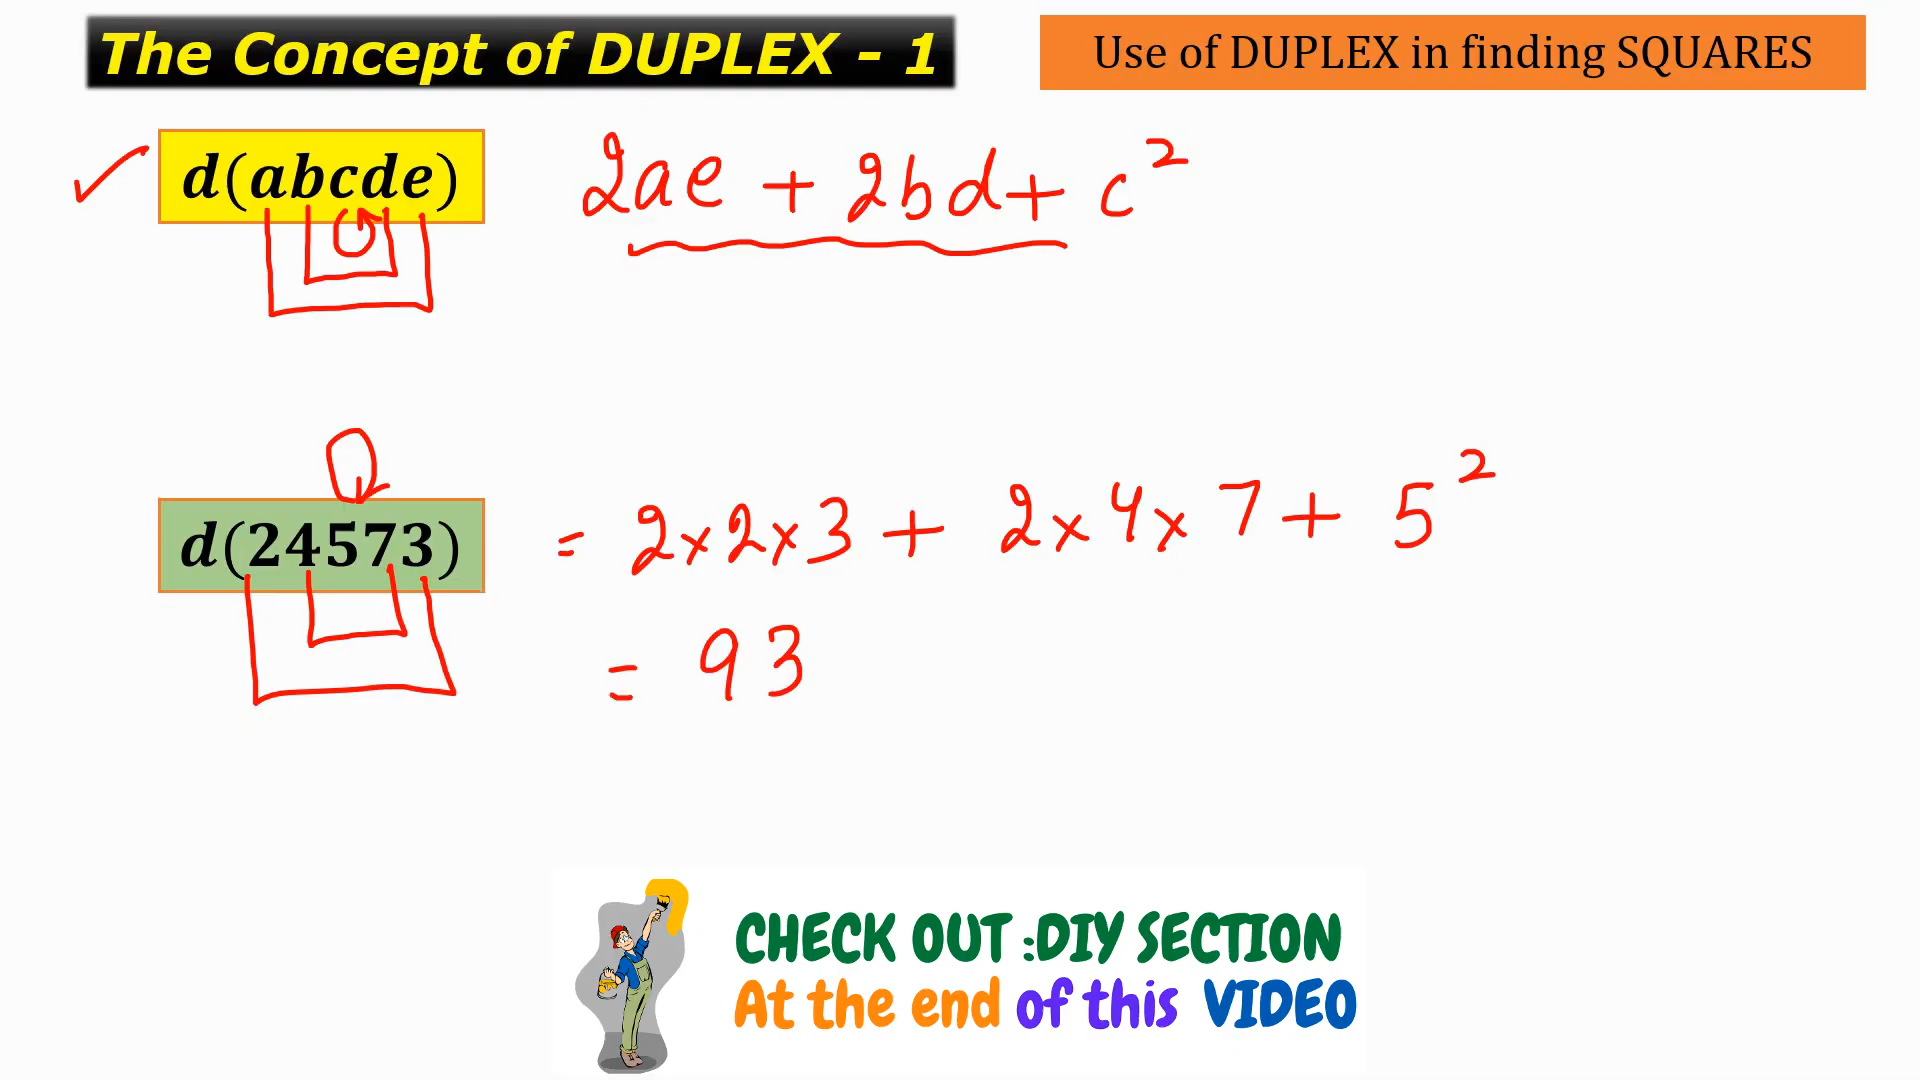 The Concept of DUPLEX - 1
Use of DUPLEX in finding SQUARES
d(abcde) 2ae + 2bd + c²
d(24573) = 2×2×3 + 2×4×7 + 5²
= 93
CHECK OUT :DIY SECTION
At the end of this VIDEO